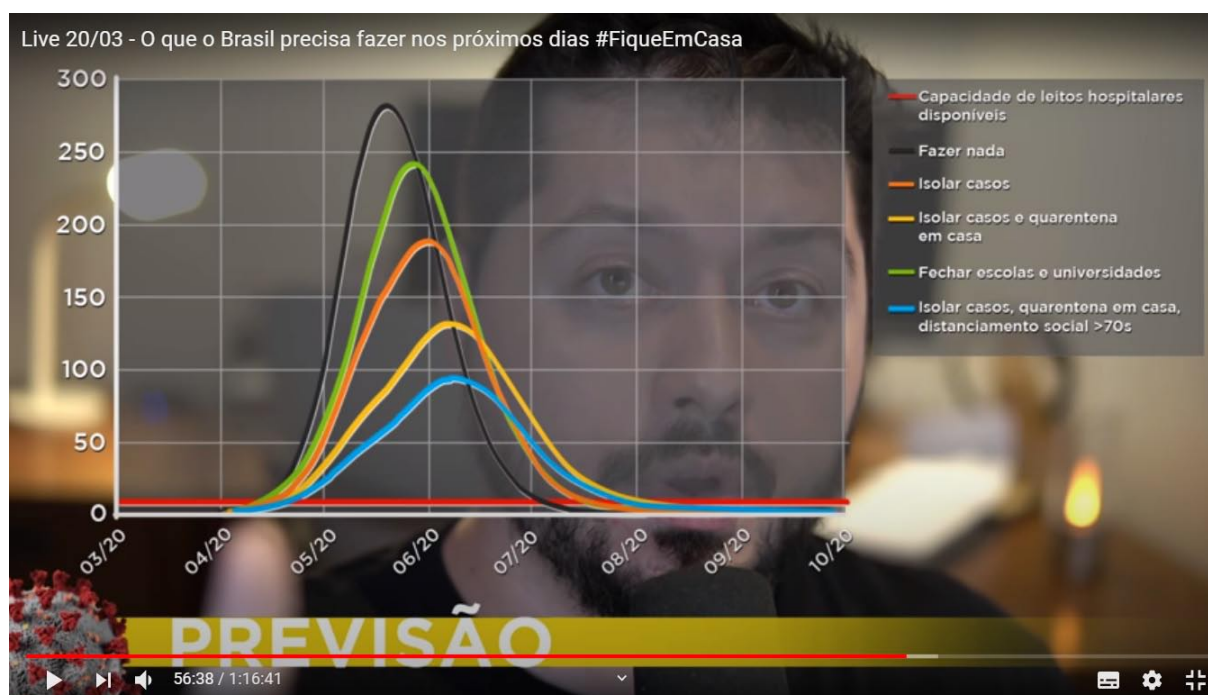 Live 20/03 - O que o Brasil precisa fazer nos próximos dias #FiqueEmCasa
300
250
200
150
100
50
0
03/20
04/20
05/20
06/20
07/20
08/20
09/20
10/20
Capacidade de leitos hospitalares
disponíveis
Fazer nada
Isolar casos
Isolar casos e quarentena
em casa
Fechar escolas e universidades
Isolar casos, quarentena em casa,
distanciamento social >70s
PREVISÃO
56:38 / 1:16:41